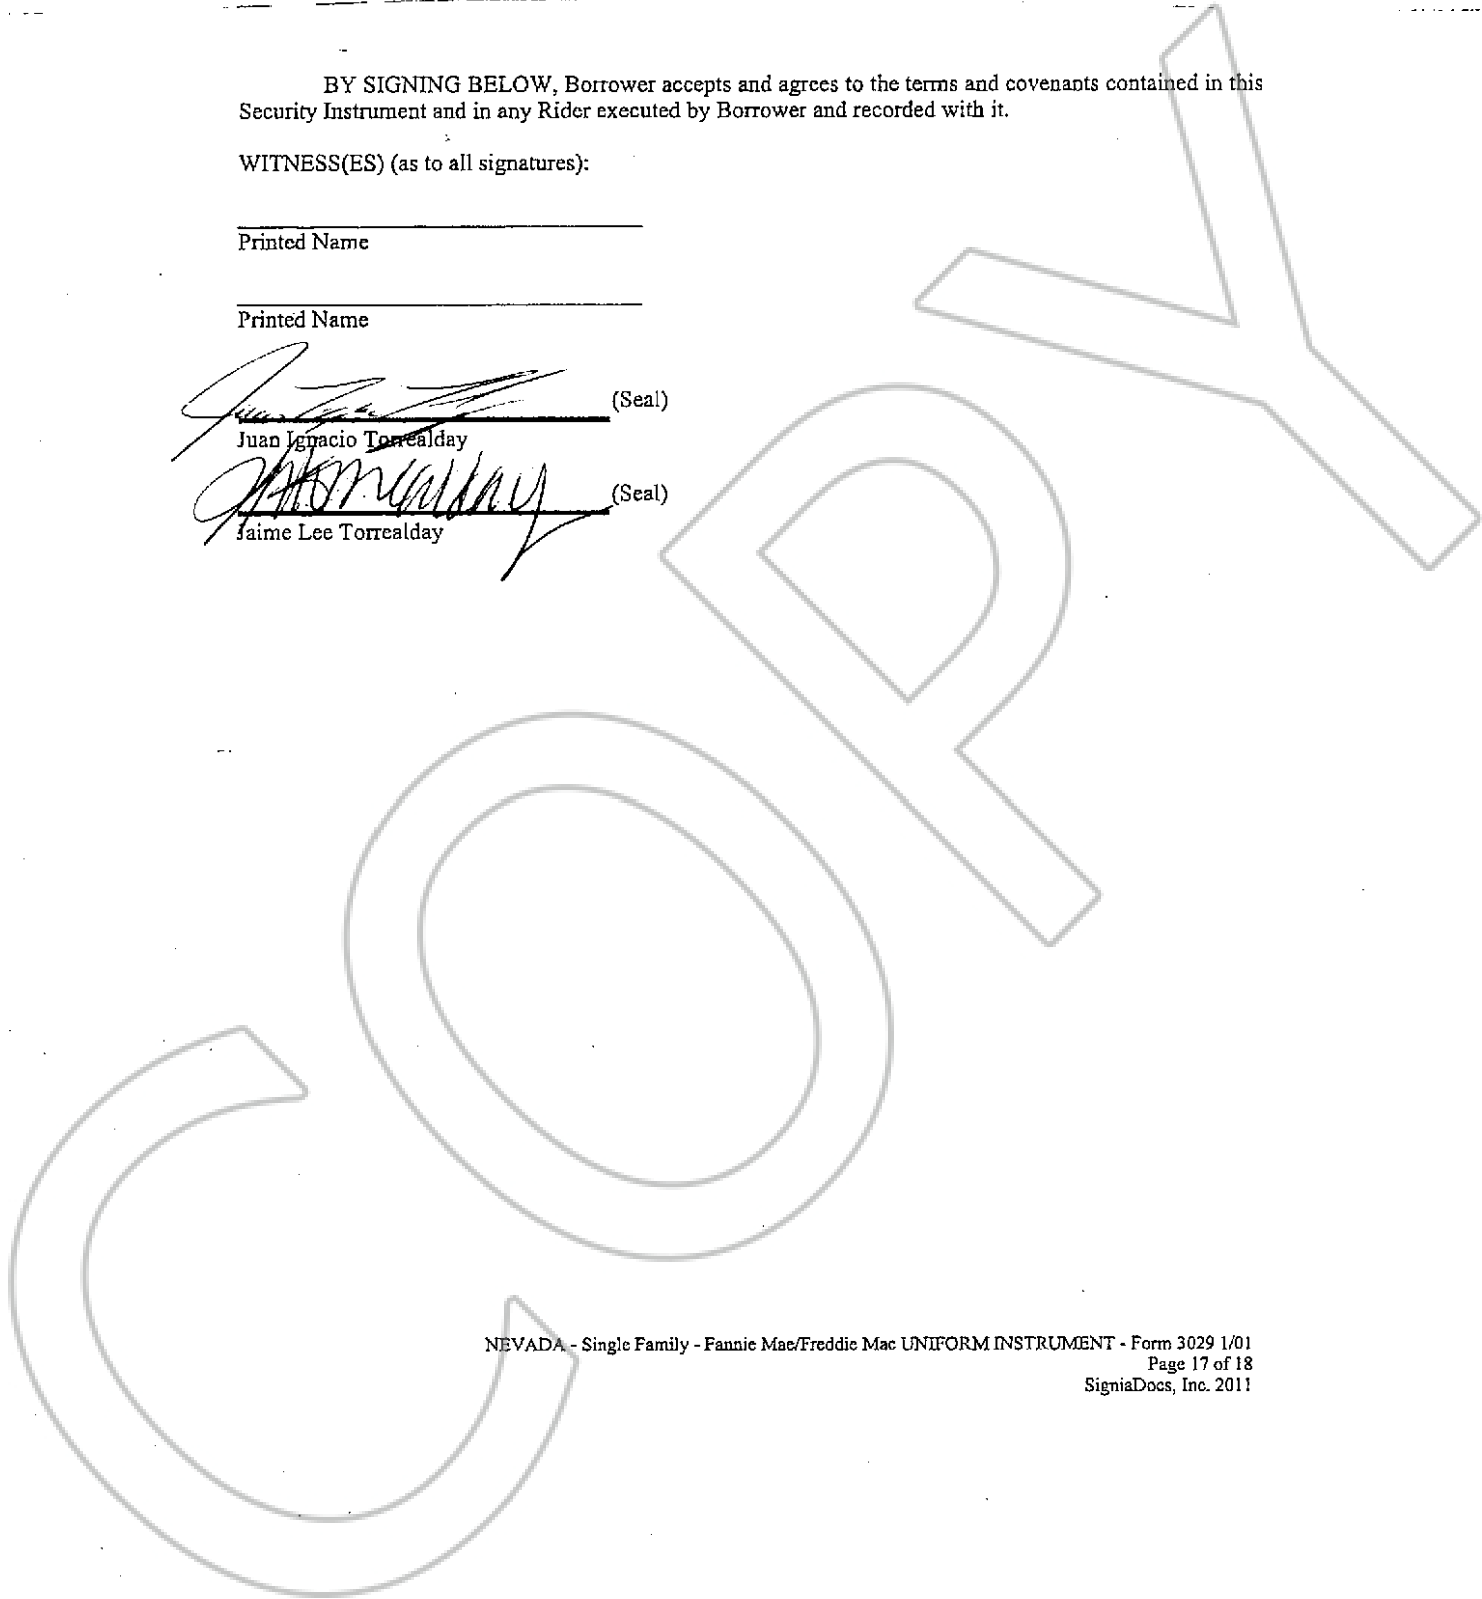 BY SIGNING BELOW, Borrower accepts and agrees to the terms and covenants contained in this
Security Instrument and in any Rider executed by Borrower and recorded with it.
WITNESS(ES) (as to all signatures):
Printed Name
Printed Name
(Seal)
Juan Ignacio Torrealday
(Seal)
Jaime Lee Torrealday
COPY
NEVADA - Single Family - Fannie Mae/Freddie Mac UNIFORM INSTRUMENT - Form 3029 1/01
Page 17 of 18
SigniaDocs, Inc. 2011